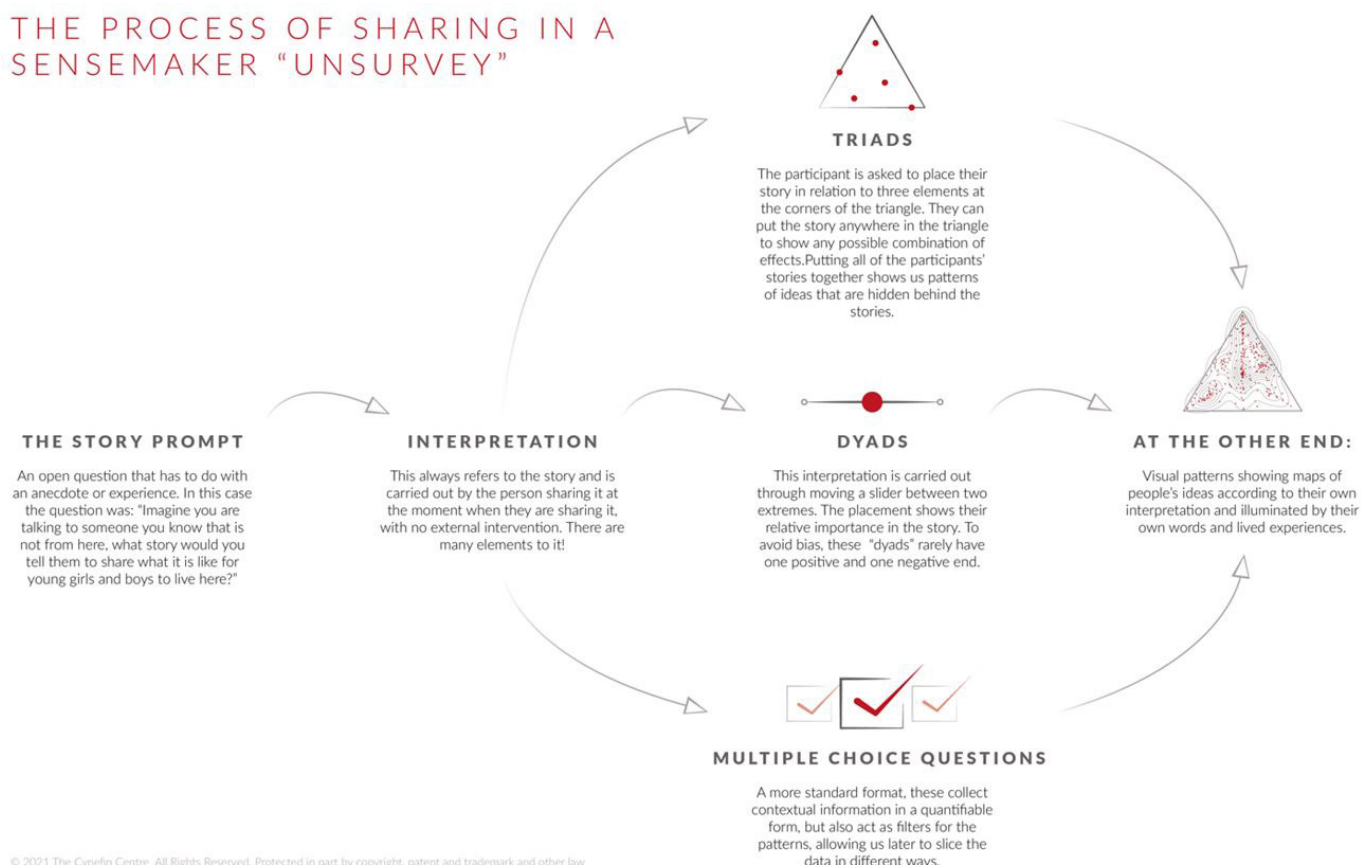 THE PROCESS OF SHARING IN A
SENSEMAKER “UNSURVEY”
TRIADS
The participant is asked to place their
story in relation to three elements at
the corners of the triangle. They can
put the story anywhere in the triangle
to show any possible combination of
effects.Putting all of the participants’
stories together shows us patterns
of ideas that are hidden behind the
stories.
THE STORY PROMPT
An open question that has to do with
an anecdote or experience. In this case
the question was: “Imagine you are
talking to someone you know that is
not from here, what story would you
tell them to share what it is like for
young girls and boys to live here?”
INTERPRETATION
This always refers to the story and is
carried out by the person sharing it at
the moment when they are sharing it,
with no external intervention. There are
many elements to it!
DYADS
This interpretation is carried out
through moving a slider between two
extremes. The placement shows their
relative importance in the story. To
avoid bias, these “dyads” rarely have
one positive and one negative end.
AT THE OTHER END:
Visual patterns showing maps of
people’s ideas according to their own
interpretation and illuminated by their
own words and lived experiences.
MULTIPLE CHOICE QUESTIONS
A more standard format, these collect
contextual information in a quantifiable
form, but also act as filters for the
patterns, allowing us later to slice the
data in different ways.
© 2021 The Cynefin Centre. All Rights Reserved. Protected in part by copyright, patent and trademark and other law